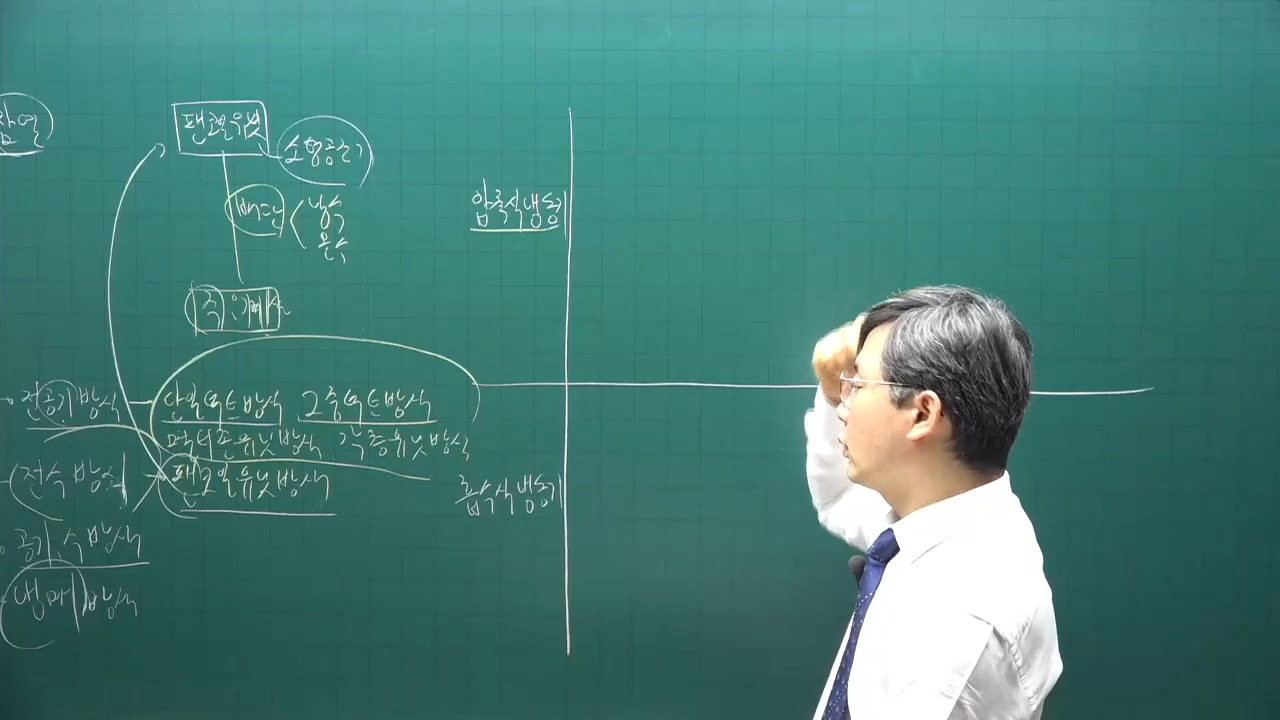 팬코일유닛
소형공조기
배관
냉수
온수
압축식냉동기
전공기방식
단일덕트방식 2중덕트방식
멀티존유닛방식 각층유닛방식
전수방식
팬코일유닛방식
흡수식냉동기
공기,수방식
냉매방식